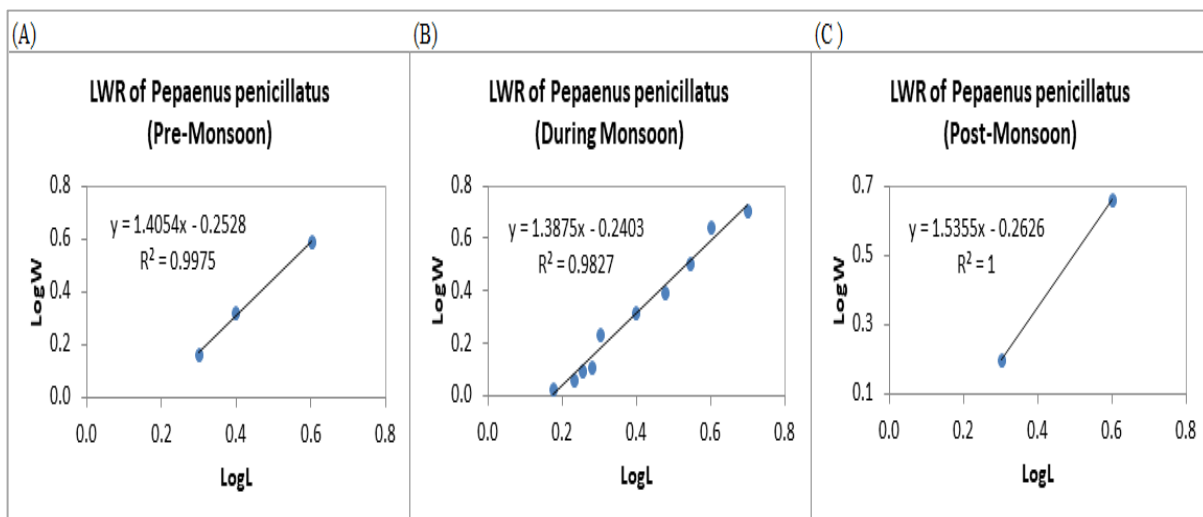 (A)
LWR of Pepaenus penicillatus
(Pre-Monsoon)
y = 1.4054x - 0.2528
R² = 0.9975
LogW
0.8
0.6
0.4
0.2
0.0
0.0 0.2 0.4 0.6 0.8
LogL
(B)
LWR of Pepaenus penicillatus
(During Monsoon)
y = 1.3875x - 0.2403
R² = 0.9827
LogW
0.8
0.6
0.4
0.2
0.0
0.0 0.2 0.4 0.6 0.8
LogL
(C )
LWR of Pepaenus penicillatus
(Post-Monsoon)
y = 1.5355x - 0.2626
R² = 1
LogW
0.7
0.5
0.3
0.1
0.0 0.2 0.4 0.6 0.8
LogL